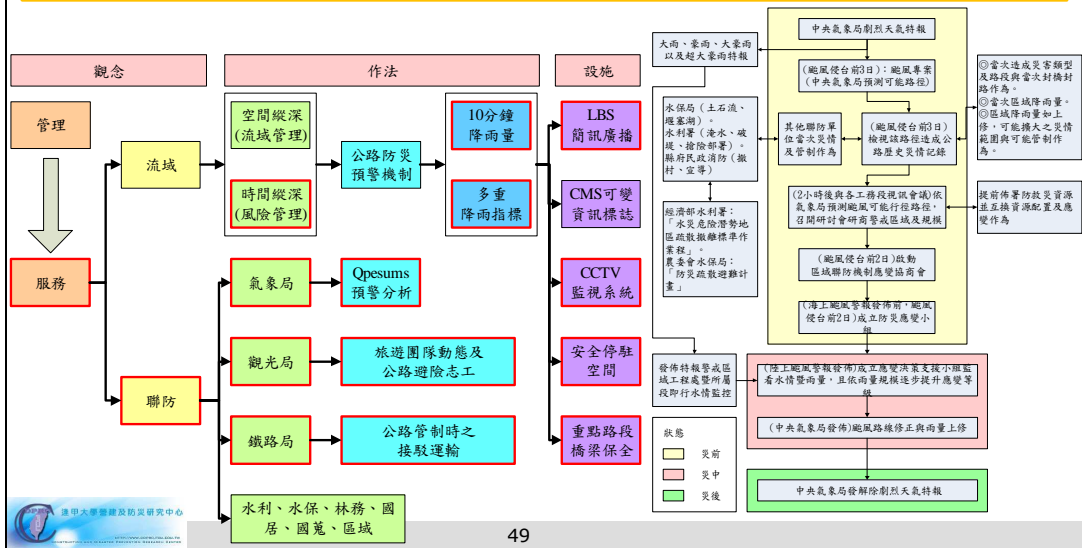 觀念
作法
設施
管理
服務
流域
聯防
空間縱深
(流域管理)
時間縱深
(風險管理)
公路防災
預警機制
10分鐘
降雨量
多重
降雨指標
氣象局
Qpesums
預警分析
觀光局
旅遊團隊動態及
公路避險志工
鐵路局
公路管制時之
接駁運輸
水利、水保、林務、國
居、國蒐、區域
LBS
簡訊廣播
CMS可變
資訊標誌
CCTV
監視系統
安全停駐
空間
重點路段
橋梁保全
大雨、豪雨、大豪雨
以及超大豪雨特報
水保局(土石流、
堰塞湖)。
水利署(淹水、破
堤、搶險部署)。
縣府民政消防(撤
村、宣導)
經濟部水利署：
「水災危險潛勢地
區疏散撤離標準作
業程」。
農委會水保局：
「防災疏散避難計
畫」
發佈特報警戒區
域工程處暨所屬
段即行水情監控
中央氣象局劇烈天氣特報
(颱風侵台前3日)：颱風專案
(中央氣象局預測可能路徑)
其他聯防單
位當次災情
及管制作為
(颱風侵台前3日)
檢視該路徑造成公
路歷史災情記錄
◎當次造成災害類型
及路段與當次封橋封
路作為。
◎當次區域降雨量。
◎區域降雨量如上
修，可能擴大之災情
範圍與可能管制作
為。
(2小時後與各工務段視訊會議)依
氣象局預測颱風可能行徑路徑，
召開研討會研商警戒區域及規模
提前佈署防救災資源
並互換資源配置及應
變作為
(颱風侵台前2日)啟動
區域聯防機制應變協商會
(海上颱風警報發佈前，颱風
侵台前2日)成立防災應變小
組
(陸上颱風警報發佈)成立應變決策支援小組監
看水情暨雨量，且依雨量規模逐步提升應變等
級
(中央氣象局發佈)颱風路線修正與雨量上修
中央氣象局發解除劇烈天氣特報
狀態
災前
災中
災後
逢甲大學營建及防災研究中心
49